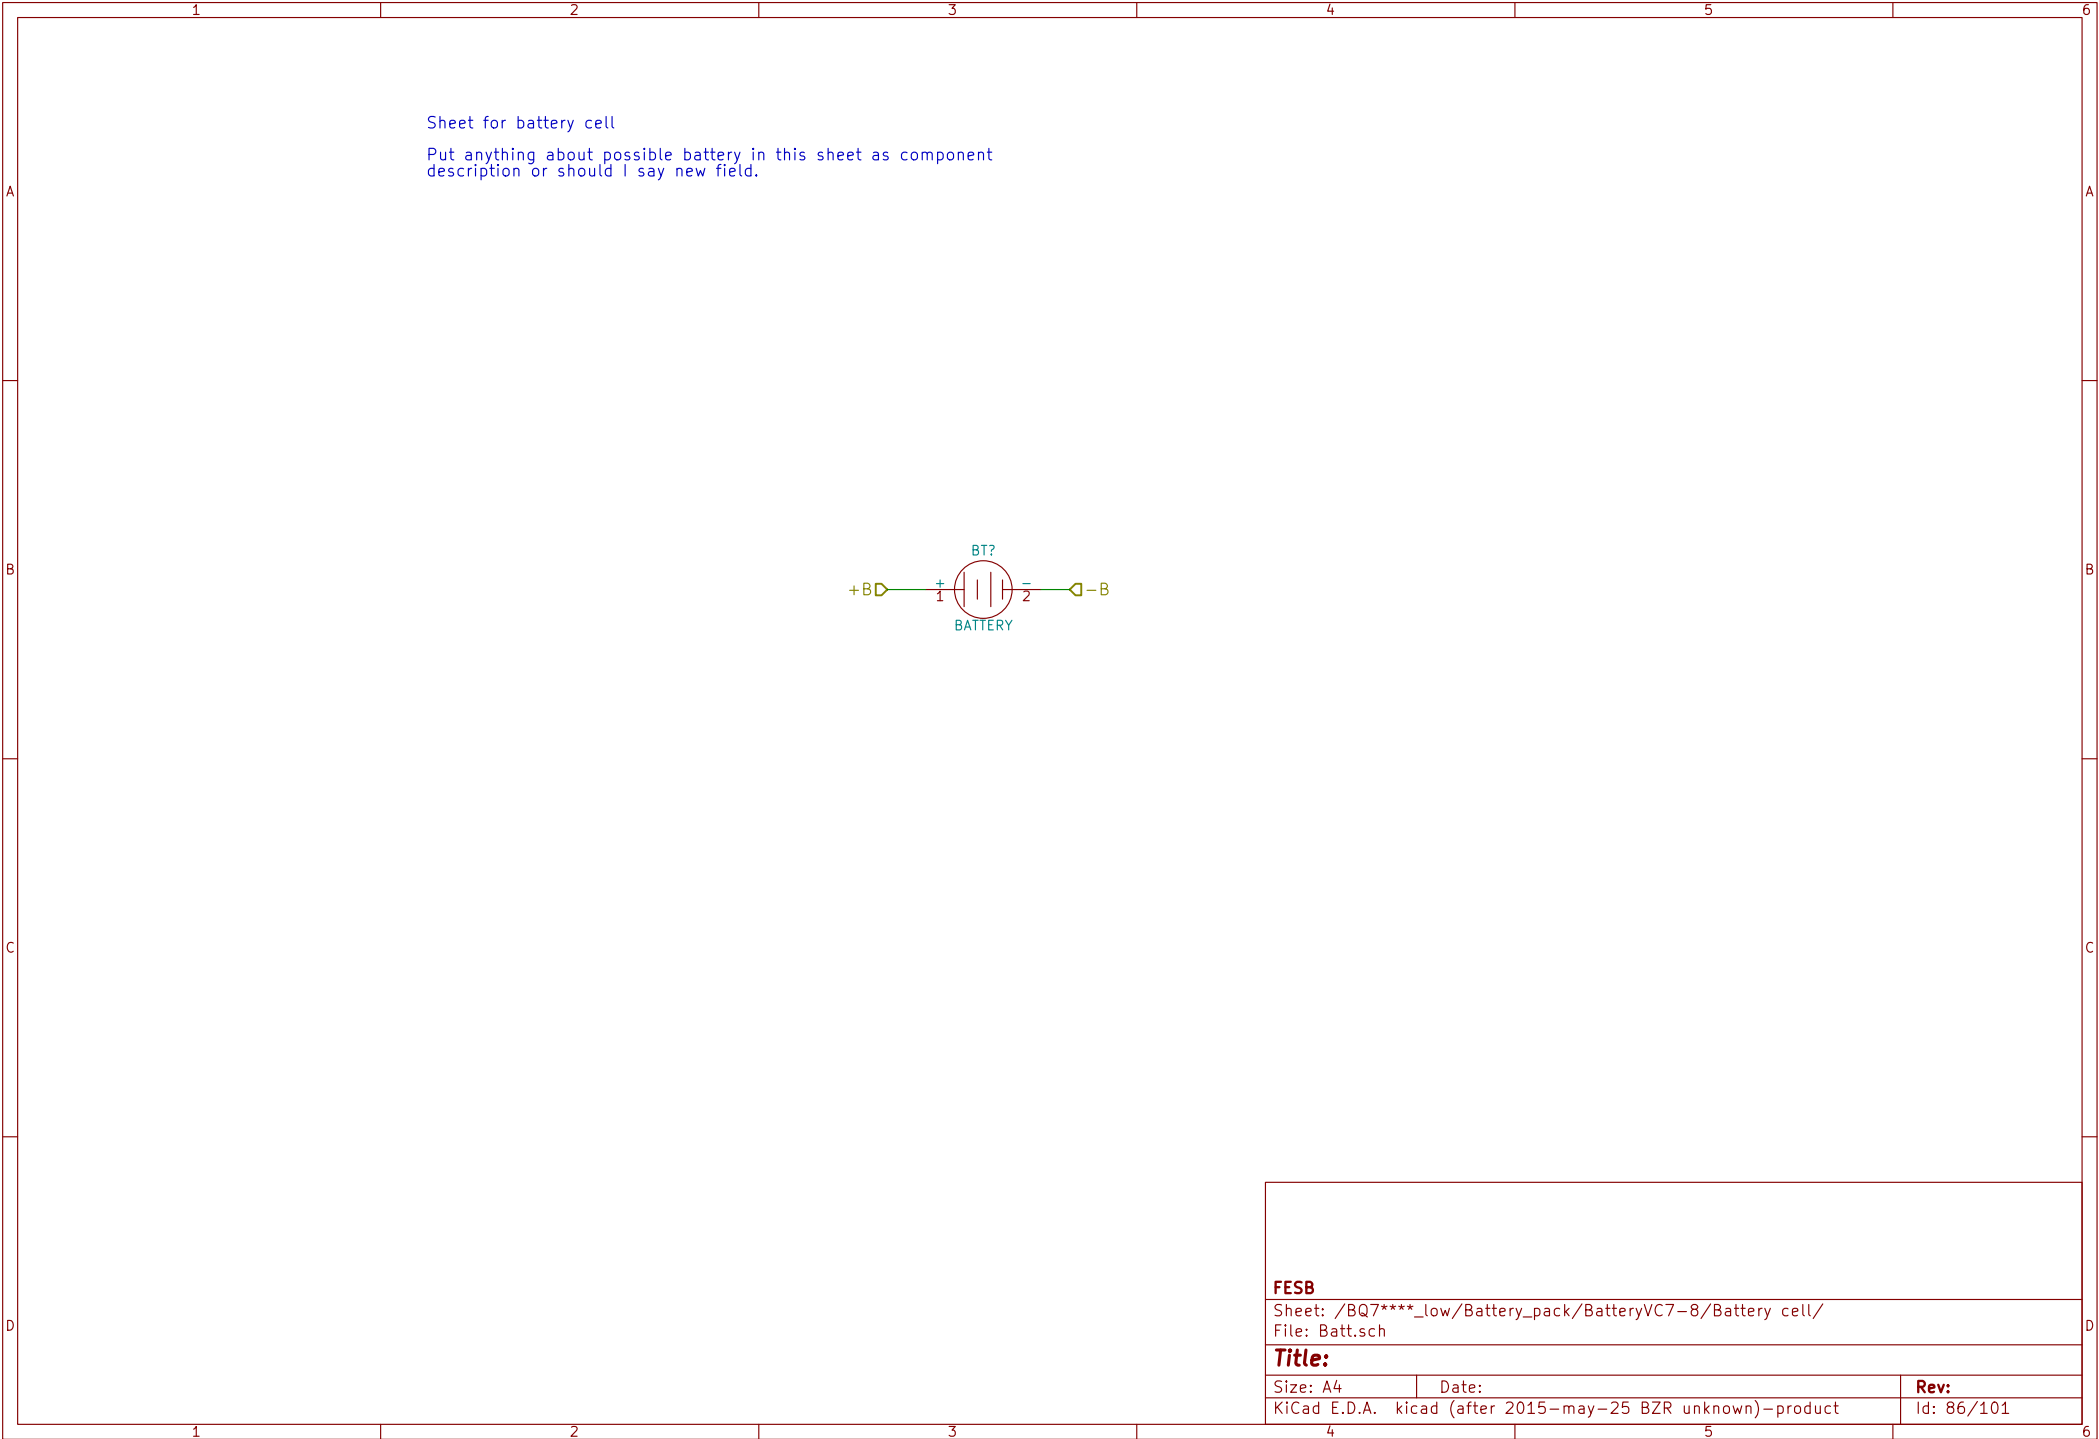 1 2 3 4 5 6
Sheet for battery cell
Put anything about possible battery in this sheet as component
description or should I say new field.
A A
BT?
B B
+B + 1 - 2 -B
BATTERY
C C
FESB
Sheet: /BQ7****_low/Battery_pack/BatteryVC7-8/Battery cell/
D D
File: Batt.sch
Title:
Size: A4 Date: Rev:
KiCad E.D.A. kicad (after 2015-may-25 BZR unknown)-product Id: 86/101
1 2 3 4 5 6